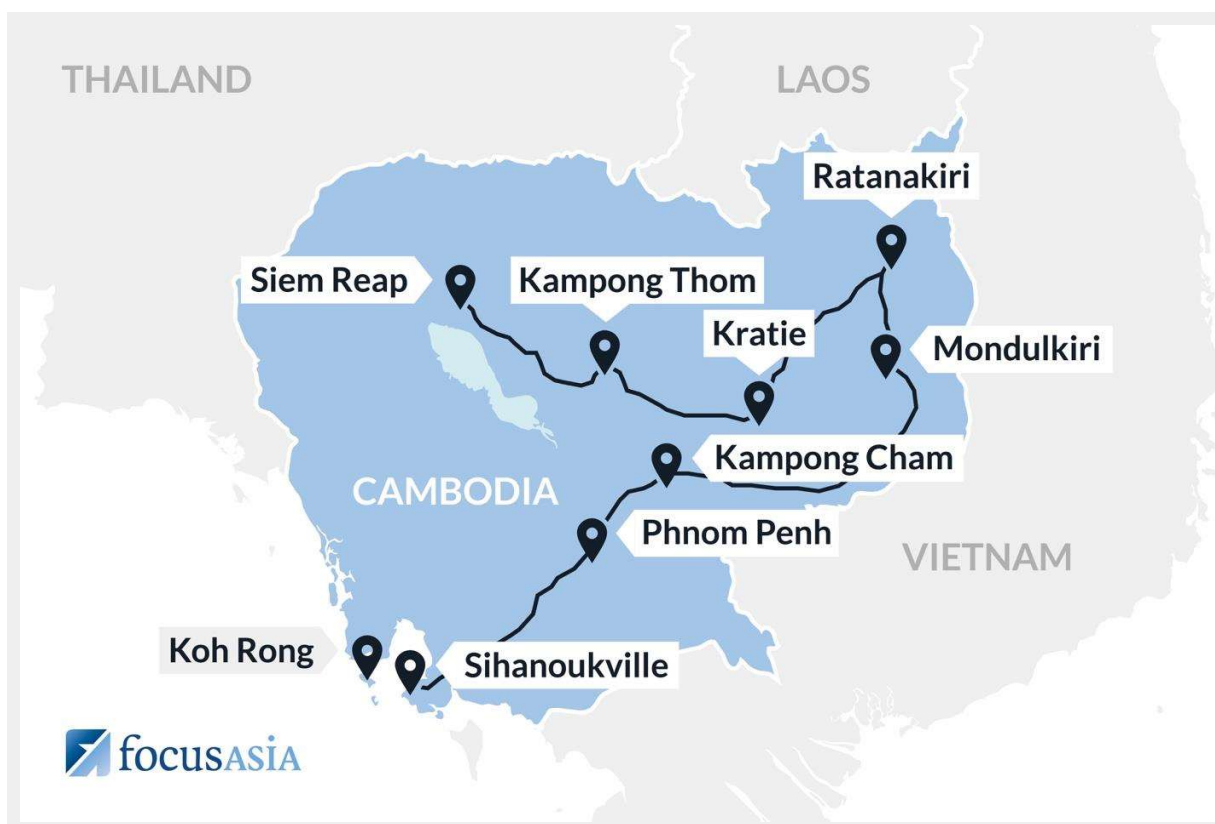 THAILAND
LAOS
Ratanakiri
Siem Reap
Kampong Thom
Kratie
Mondulkiri
Kampong Cham
CAMBODIA
Phnom Penh
VIETNAM
Koh Rong
Sihanoukville
focusASIA